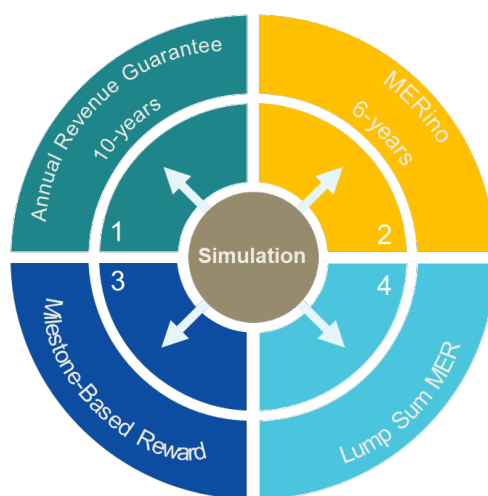 Annual Revenue Guarantee
10-years
1
MERino
6-years
2
Simulation
3
Milestone-Based Reward
4
Lump Sum MER